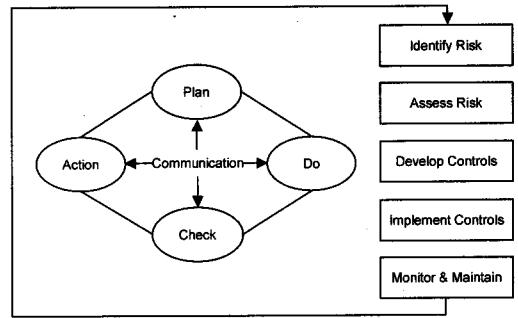 Identify Risk
Plan
Assess Risk
Action
Communication
Do
Develop Controls
Check
Implement Controls
Monitor & Maintain